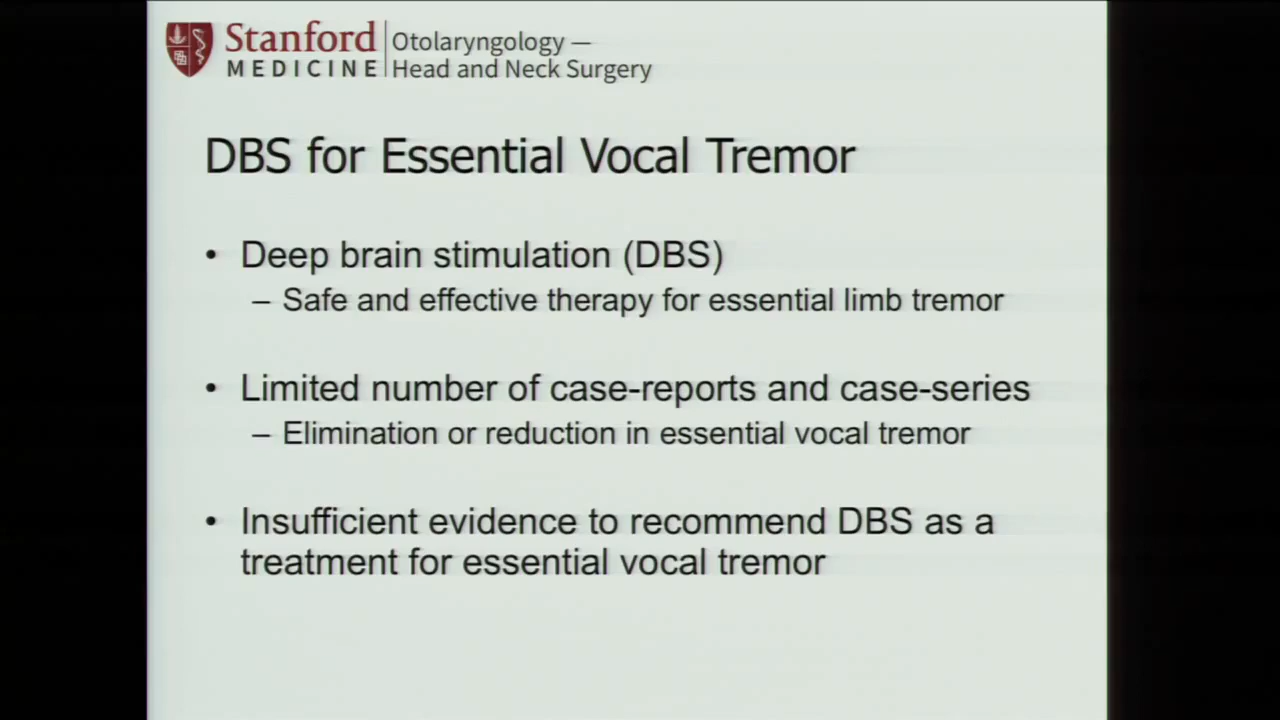 Stanford
MEDICINE
Otolaryngology —
Head and Neck Surgery
DBS for Essential Vocal Tremor
• Deep brain stimulation (DBS)
– Safe and effective therapy for essential limb tremor
• Limited number of case-reports and case-series
– Elimination or reduction in essential vocal tremor
• Insufficient evidence to recommend DBS as a
treatment for essential vocal tremor